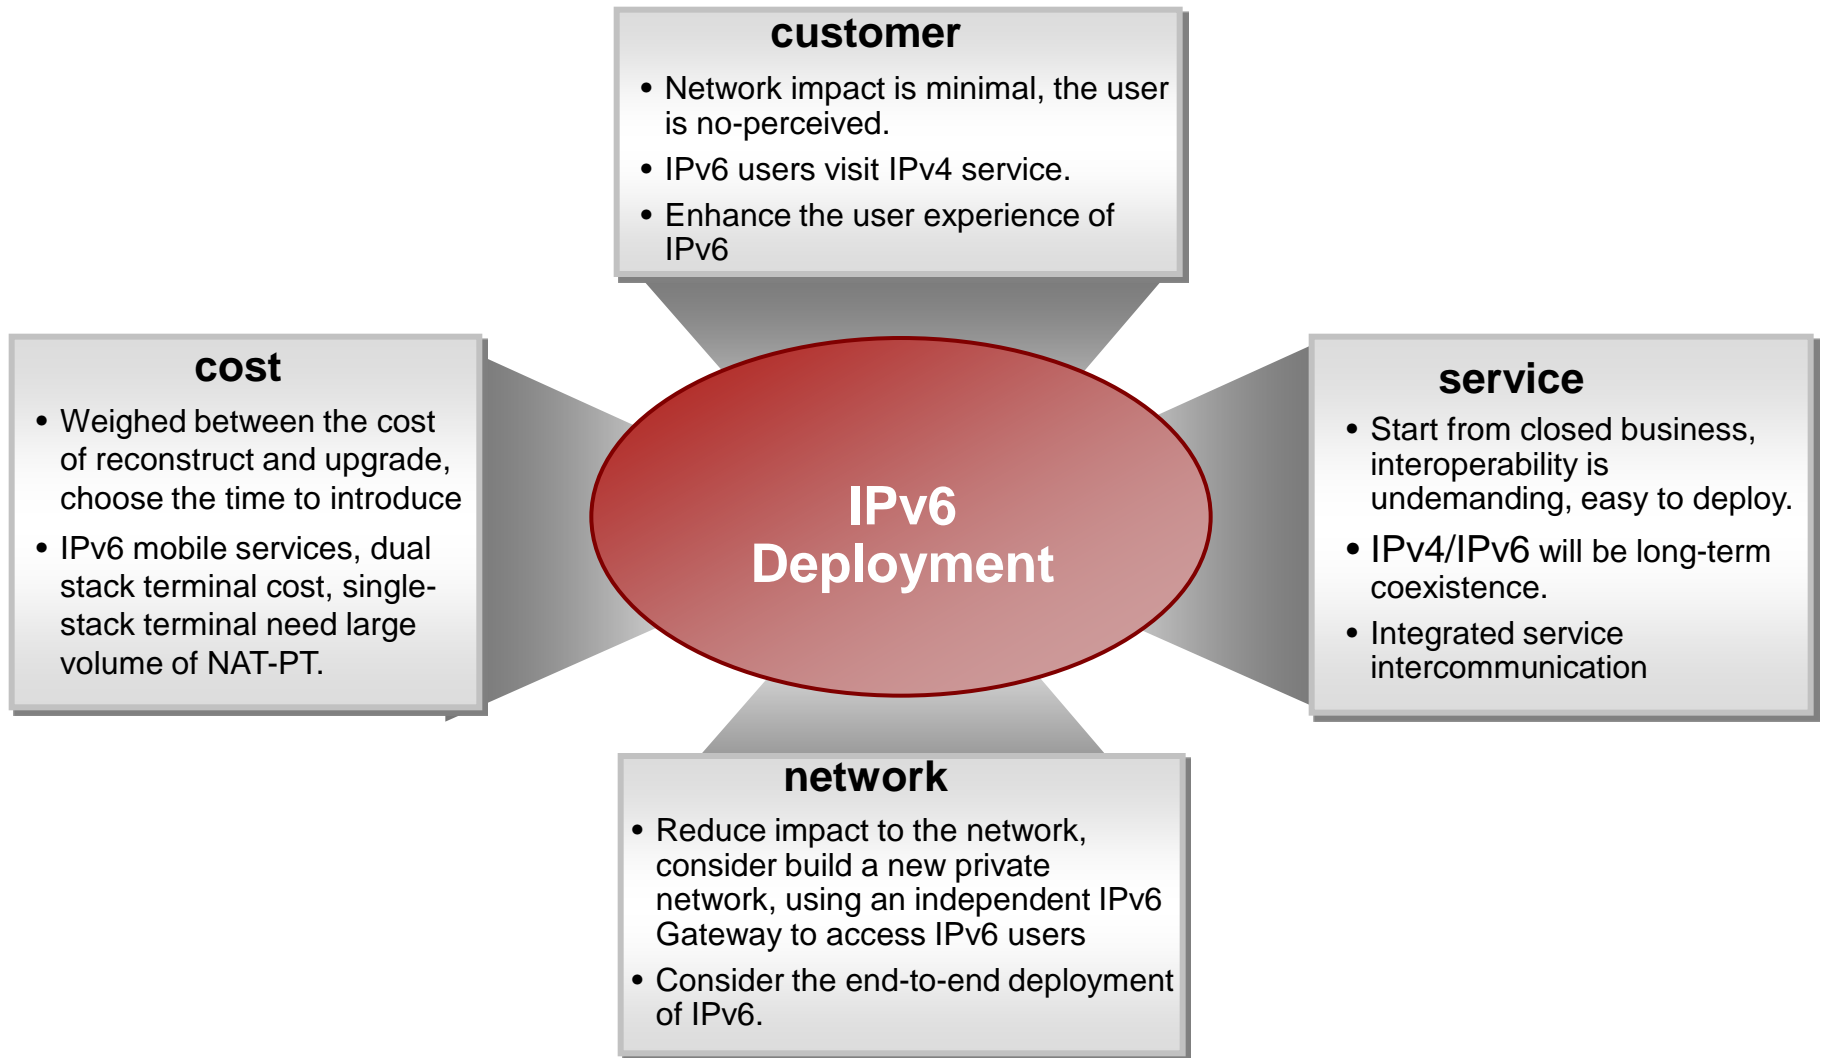 customer
• Network impact is minimal, the user
is no-perceived.
• IPv6 users visit IPv4 service.
• Enhance the user experience of
IPv6
cost
• Weighed between the cost
of reconstruct and upgrade,
choose the time to introduce
• IPv6 mobile services, dual
stack terminal cost, single-
stack terminal need large
volume of NAT-PT.
IPv6
Deployment
service
• Start from closed business,
interoperability is
undemanding, easy to deploy.
• IPv4/IPv6 will be long-term
coexistence.
• Integrated service
intercommunication
network
• Reduce impact to the network,
consider build a new private
network, using an independent IPv6
Gateway to access IPv6 users
• Consider the end-to-end deployment
of IPv6.